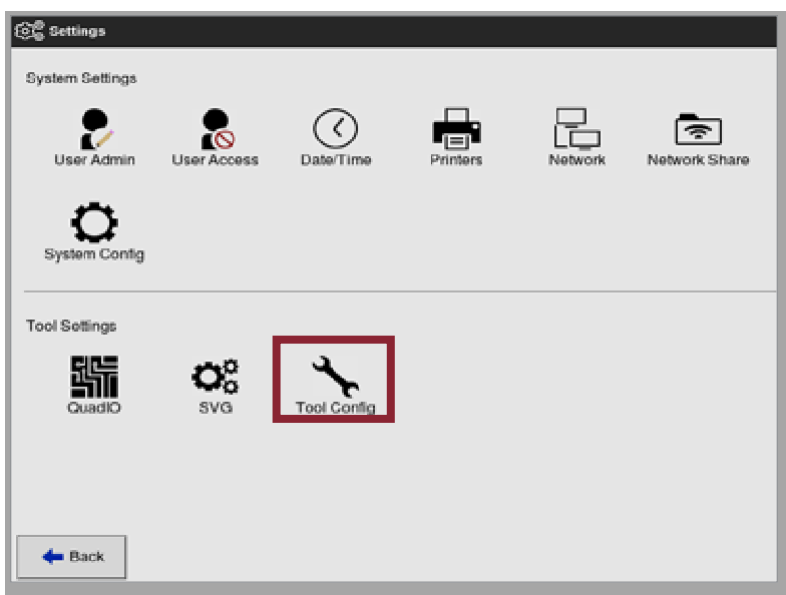 Settings
System Settings
User Admin User Access Date/Time Printers Network Network Share
System Config
Tool Settings
QuadIO SVG Tool Config
Back